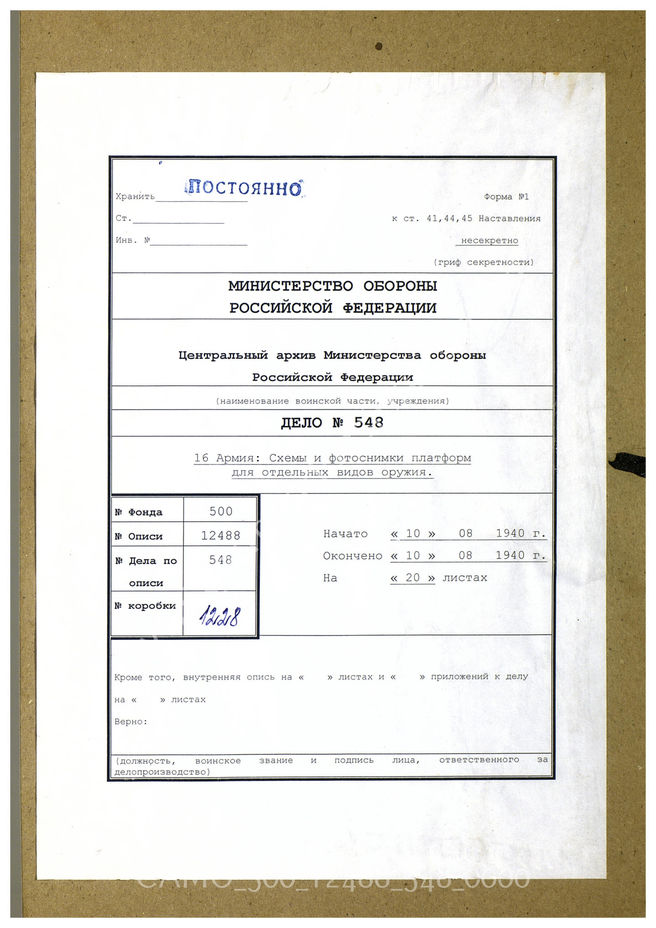 Хранить ПОСТОЯННО
Форма №1
Ст.
к ст. 41,44,45 Наставления
Инв. №
несекретно
(гриф секретности)
МИНИСТЕРСТВО ОБОРОНЫ
РОССИЙСКОЙ ФЕДЕРАЦИИ
Центральный архив Министерства обороны
Российской Федерации
(наименование воинской части, учреждения)
ДЕЛО № 548
16 Армия: Схемы и фотоснимки платформ
для отдельных видов оружия.
№ Фонда 500
№ Описи 12488
№ Дела по 548
описи
№ коробки 1228
Начато « 10 » 08 1940 г.
Окончено « 10 » 08 1940 г.
На « 20 » листах
Кроме того, внутренняя опись на « » листах и « » приложений к делу
на « » листах
Верно:
(должность, воинское звание и подпись лица, ответственного за
делопроизводство)
CAMO_500_12488_548_0000